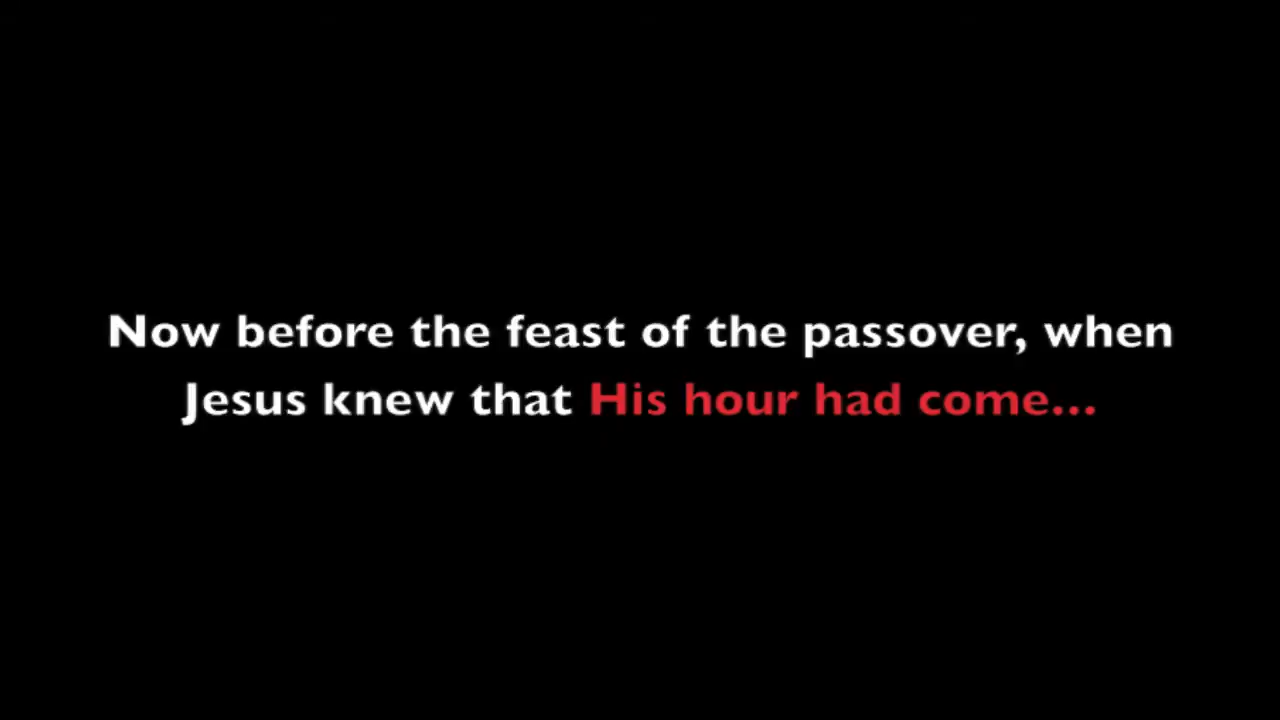 Now before the feast of the passover, when
Jesus knew that His hour had come...